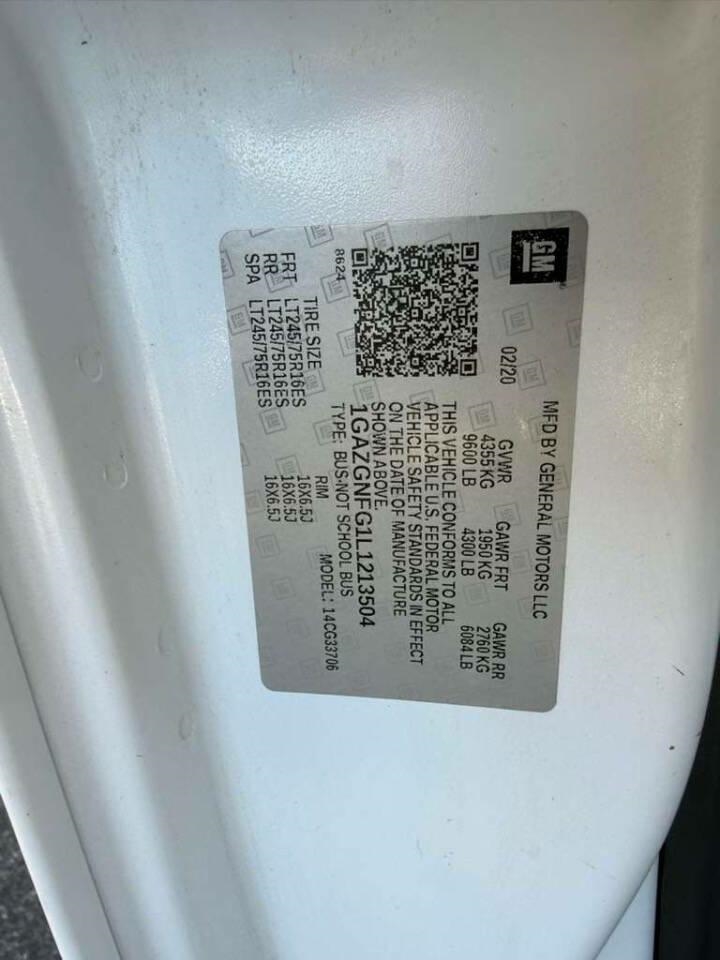 GM
MFD BY GENERAL MOTORS LLC
02/20
GVWR GAWR FRT GAWR RR
4355 KG 1950 KG 2760 KG
9600 LB 4300 LB 6084 LB
THIS VEHICLE CONFORMS TO ALL
APPLICABLE U.S. FEDERAL MOTOR
VEHICLE SAFETY STANDARDS IN EFFECT
ON THE DATE OF MANUFACTURE
SHOWN ABOVE.
1GAZGNFG1L1213504
8624
TYPE: BUS-NOT SCHOOL BUS
MODEL: 14CG33706
TIRE SIZE RIM
FRT LT245/75R16ES 16X6.5J
RR LT245/75R16ES 16X6.5J
SPA LT245/75R16ES 16X6.5J